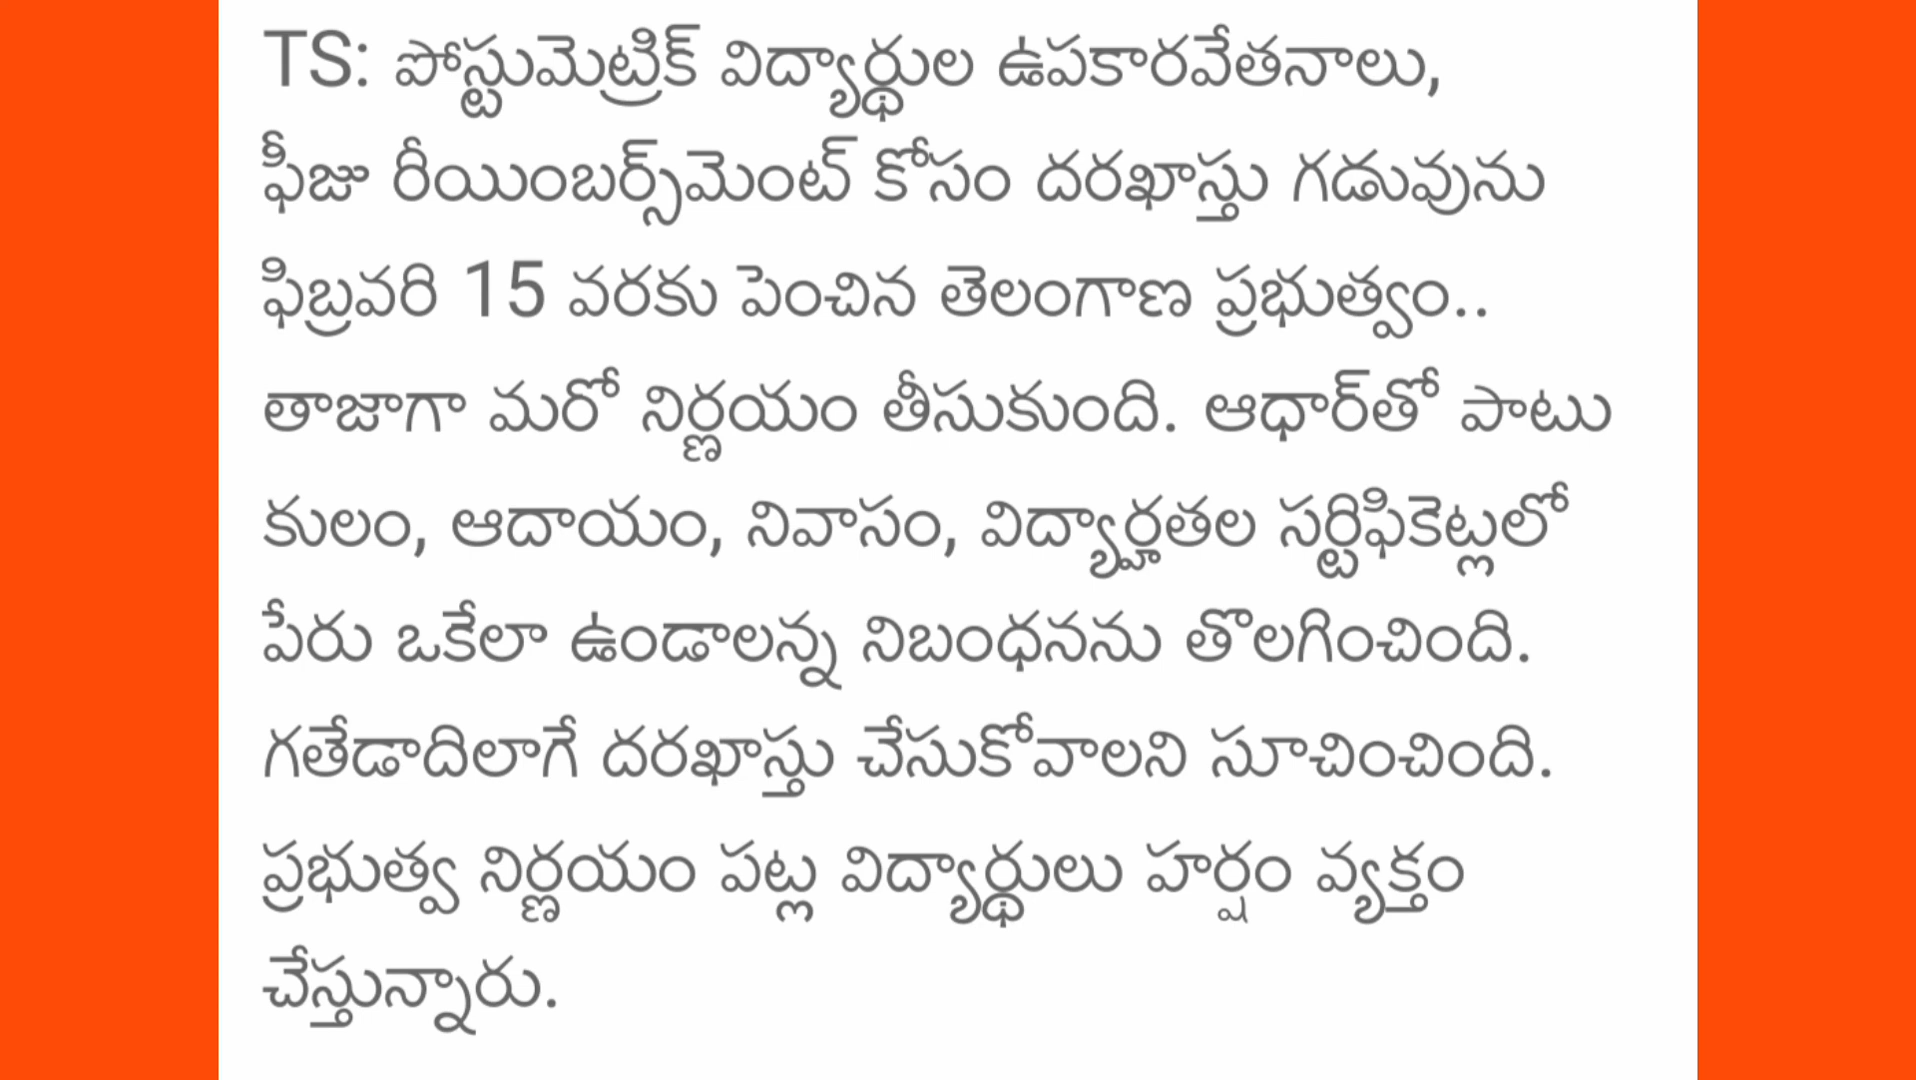 TS: పోస్టుమెట్రిక్ విద్యార్థుల ఉపకారవేతనాలు,
ఫీజు రీయింబర్స్‌మెంట్ కోసం దరఖాస్తు గడువును
ఫిబ్రవరి 15 వరకు పెంచిన తెలంగాణ ప్రభుత్వం..
తాజాగా మరో నిర్ణయం తీసుకుంది. ఆధార్‌తో పాటు
కులం, ఆదాయం, నివాసం, విద్యార్హతల సర్టిఫికెట్లలో
పేరు ఒకేలా ఉండాలన్న నిబంధనను తొలగించింది.
గతేడాదిలాగే దరఖాస్తు చేసుకోవాలని సూచించింది.
ప్రభుత్వ నిర్ణయం పట్ల విద్యార్థులు హర్షం వ్యక్తం
చేస్తున్నారు.